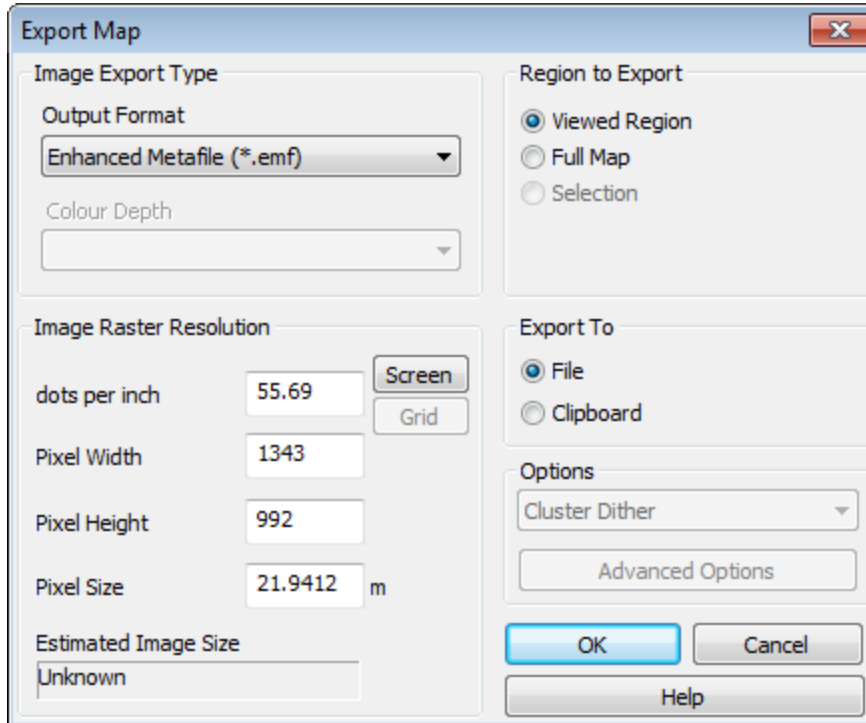 Export Map
Image Export Type
Output Format
Enhanced Metafile (*.emf)
Colour Depth
Image Raster Resolution
dots per inch 55.69 Screen
Grid
Pixel Width 1343
Pixel Height 992
Pixel Size 21.9412 m
Estimated Image Size
Unknown
Region to Export
Viewed Region
Full Map
Selection
Export To
File
Clipboard
Options
Cluster Dither
Advanced Options
OK Cancel
Help